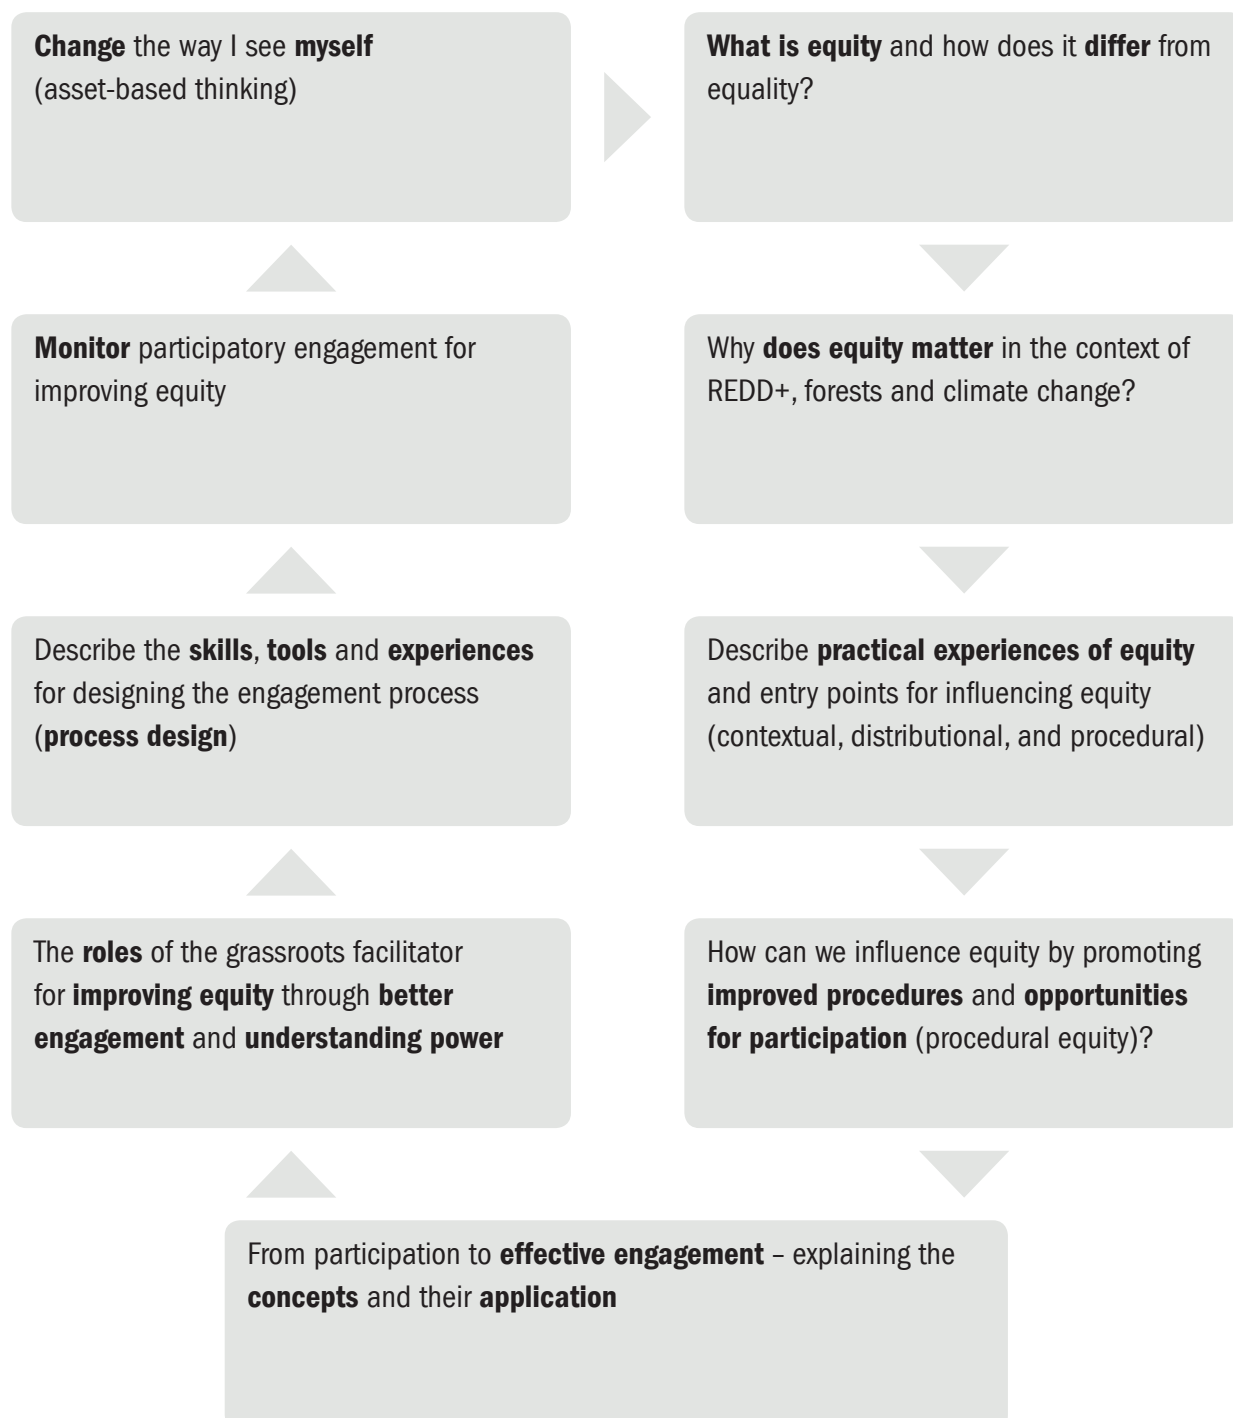 Change the way I see myself
(asset-based thinking)
What is equity and how does it differ from
equality?
Why does equity matter in the context of
REDD+, forests and climate change?
Describe practical experiences of equity
and entry points for influencing equity
(contextual, distributional, and procedural)
How can we influence equity by promoting
improved procedures and opportunities
for participation (procedural equity)?
From participation to effective engagement – explaining the
concepts and their application
The roles of the grassroots facilitator
for improving equity through better
engagement and understanding power
Describe the skills, tools and experiences
for designing the engagement process
(process design)
Monitor participatory engagement for
improving equity